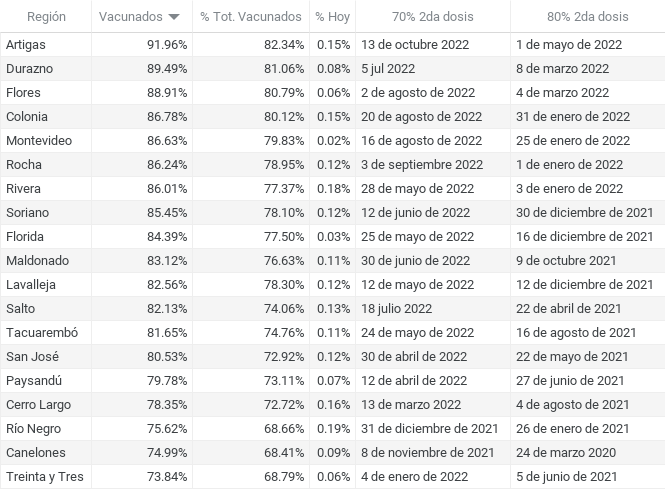 Región Vacunados % Tot. Vacunados % Hoy 70% 2da dosis 80% 2da dosis
Artigas 91.96% 82.34% 0.15% 13 de octubre 2022 1 de mayo de 2022
Durazno 89.49% 81.06% 0.08% 5 jul 2022 8 de marzo 2022
Flores 88.91% 80.79% 0.06% 2 de agosto de 2022 4 de marzo 2022
Colonia 86.78% 80.12% 0.15% 20 de agosto de 2022 31 de enero de 2022
Montevideo 86.63% 79.83% 0.02% 16 de agosto de 2022 25 de enero de 2022
Rocha 86.24% 78.95% 0.12% 3 de septiembre 2022 1 de enero de 2022
Rivera 86.01% 77.37% 0.18% 28 de mayo de 2022 3 de enero de 2022
Soriano 85.45% 78.10% 0.12% 12 de junio de 2022 30 de diciembre de 2021
Florida 84.39% 77.50% 0.03% 25 de mayo de 2022 16 de diciembre de 2021
Maldonado 83.12% 76.63% 0.11% 30 de junio de 2022 9 de octubre 2021
Lavalleja 82.56% 78.30% 0.12% 12 de mayo de 2022 12 de diciembre de 2021
Salto 82.13% 74.06% 0.13% 18 julio 2022 22 de abril de 2021
Tacuarembó 81.65% 74.76% 0.11% 24 de mayo de 2022 16 de agosto de 2021
San José 80.53% 72.92% 0.12% 30 de abril de 2022 22 de mayo de 2021
Paysandú 79.78% 73.11% 0.07% 12 de abril de 2022 27 de junio de 2021
Cerro Largo 78.35% 72.72% 0.16% 13 de marzo de 2022 4 de agosto de 2021
Río Negro 75.62% 68.66% 0.19% 31 de diciembre de 2021 26 de enero de 2021
Canelones 74.99% 68.41% 0.09% 8 de noviembre de 2021 24 de marzo 2020
Treinta y Tres 73.84% 68.79% 0.06% 4 de enero de 2022 5 de junio de 2021